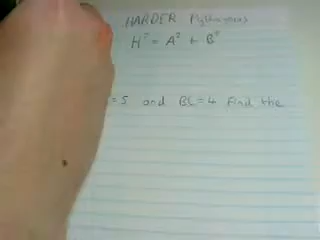 HARDER Pythagoras
H² = A² + B²
= 5 and BC = 4 Find the